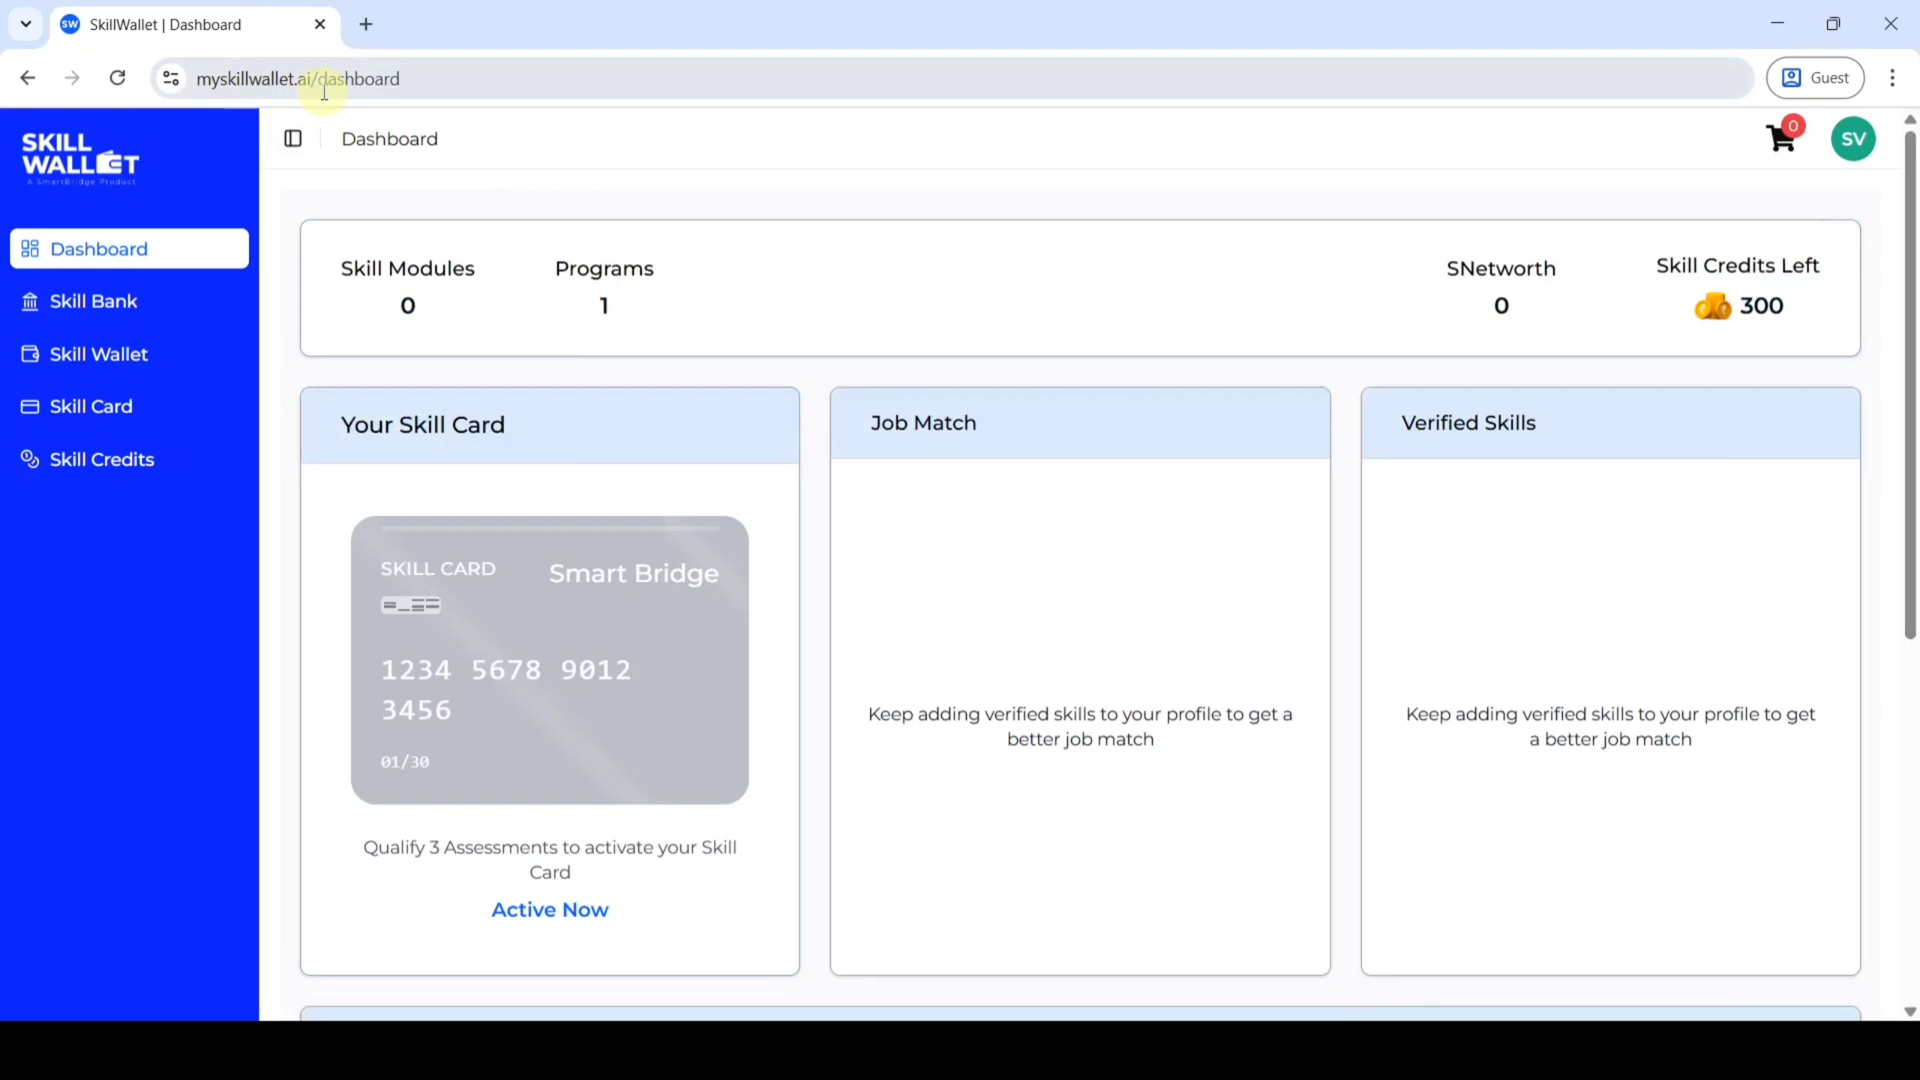 SW SkillWallet | Dashboard
myskillwallet.ai/dashboard
Guest
SKILL
WALLET
A SmartBridge Product
Dashboard
0
SV
Dashboard
Skill Bank
Skill Wallet
Skill Card
Skill Credits
Skill Modules
0
Programs
1
SNetworth
0
Skill Credits Left
300
Your Skill Card
SKILL CARD
Smart Bridge
1234 5678 9012
3456
01/30
Qualify 3 Assessments to activate your Skill
Card
Active Now
Job Match
Keep adding verified skills to your profile to get a
better job match
Verified Skills
Keep adding verified skills to your profile to get
a better job match